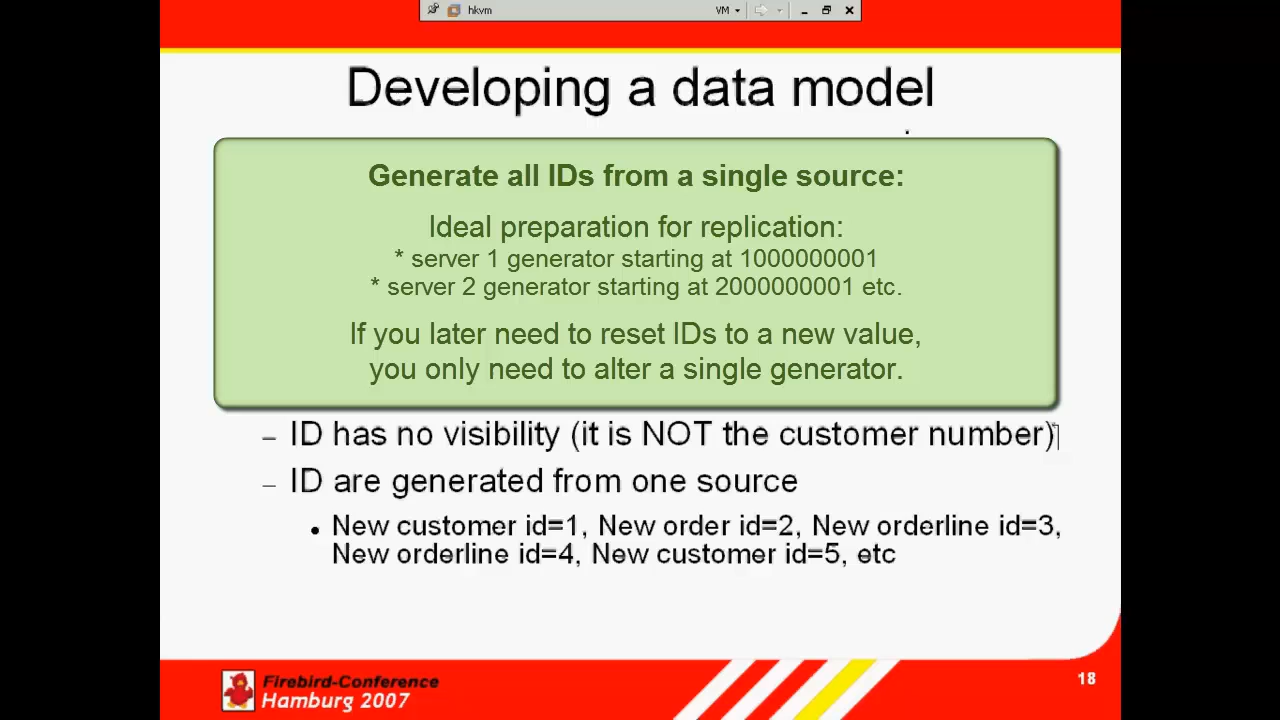 hkvm
VM
Developing a data model
Generate all IDs from a single source:
Ideal preparation for replication:
* server 1 generator starting at 1000000001
* server 2 generator starting at 2000000001 etc.
If you later need to reset IDs to a new value,
you only need to alter a single generator.
– ID has no visibility (it is NOT the customer number)
– ID are generated from one source
• New customer id=1, New order id=2, New orderline id=3,
New orderline id=4, New customer id=5, etc
Firebird-Conference
Hamburg 2007
18